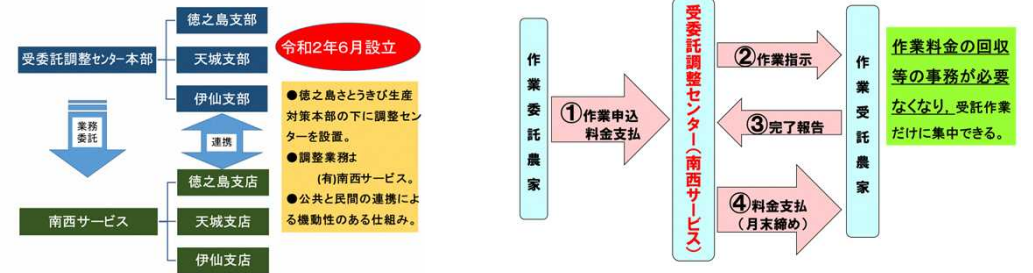 徳之島支部
受委託調整センター本部
天城支部
伊仙支部
令和2年6月設立
業務
委託
連携
●徳之島さとうきび生産
対策本部の下に調整セン
ターを設置。
●調整業務は
(有)南西サービス。
●公共と民間の連携によ
る機動性のある仕組み。
徳之島支店
南西サービス
天城支店
伊仙支店
作業委託農家
①作業申込
料金支払
受委託調整センター(南西サービス)
②作業指示
③完了報告
④料金支払
(月末締め)
作業受託農家
作業料金の回収
等の事務が必要
なくなり、受託作業
だけに集中できる。